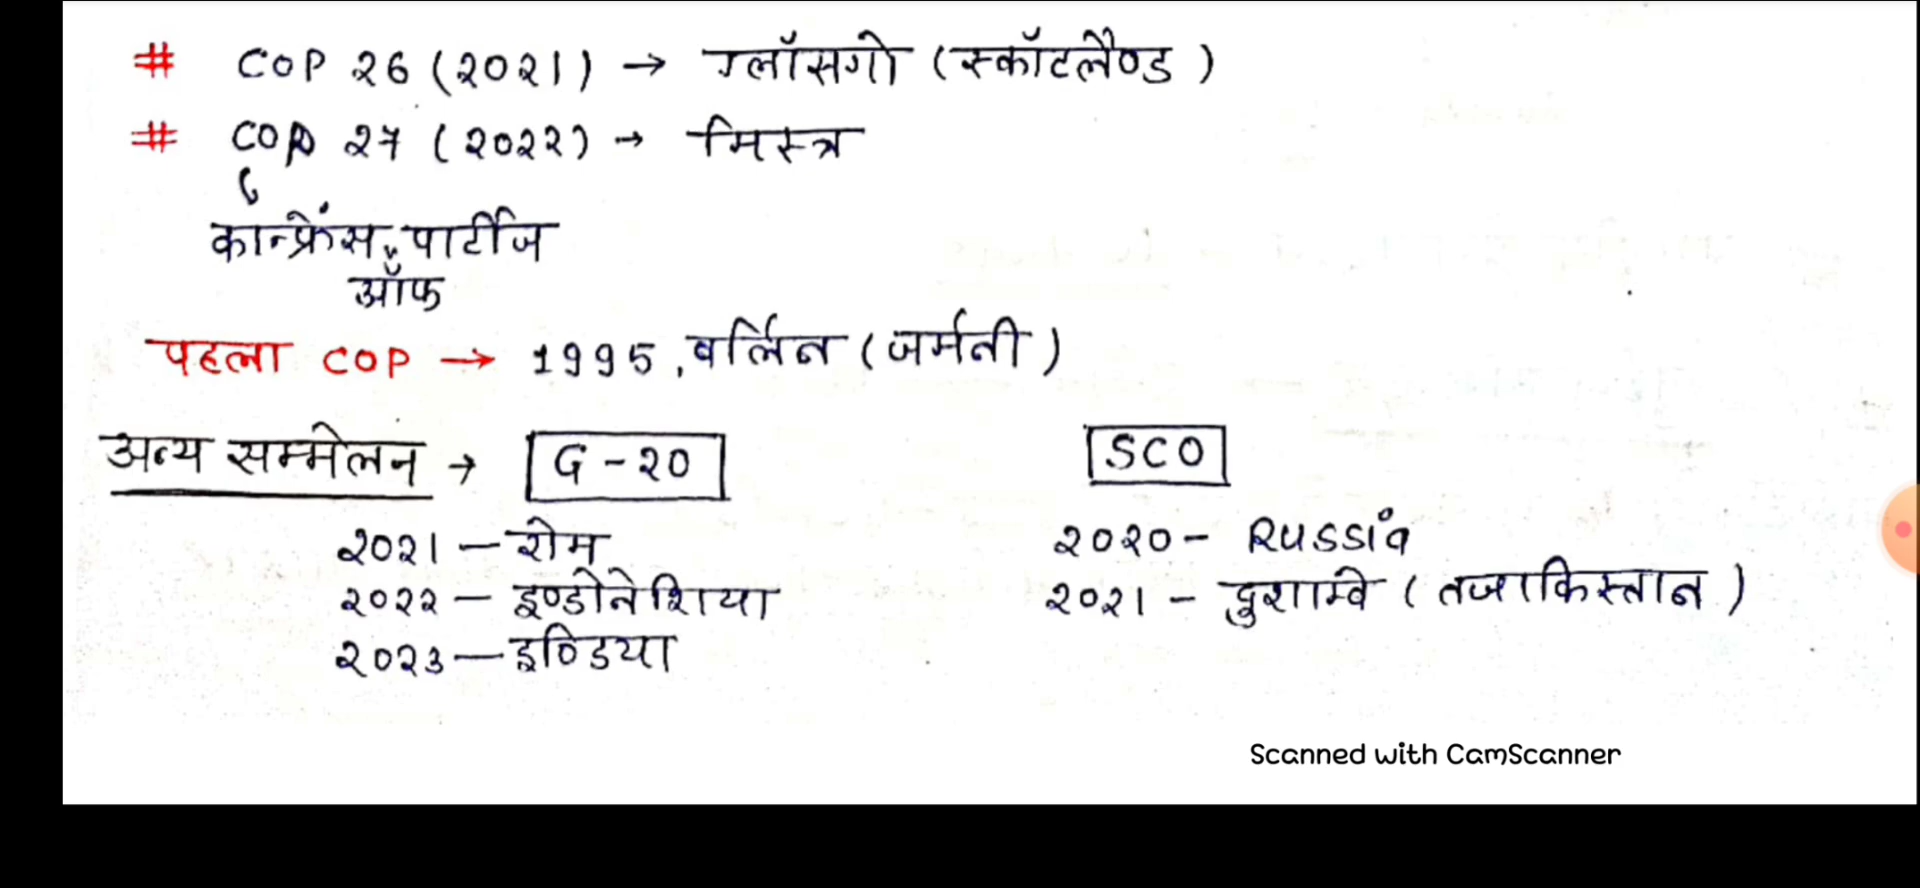 # COP 26 (2021) → ग्लॉसगो (स्कॉटलैण्ड)
# COP 27 (2022) → मिस्त्र
कान्फ्रेंस पार्टीज
ऑफ
पहला COP → 1995, बर्लिन (जर्मनी)
अन्य सम्मेलन → G-20 SCO
2021 — रोम 2020 - Russia
2022 — इण्डोनेशिया 2021 - दुशाम्बे (तजाकिस्तान)
2023 — इण्डिया
Scanned with CamScanner